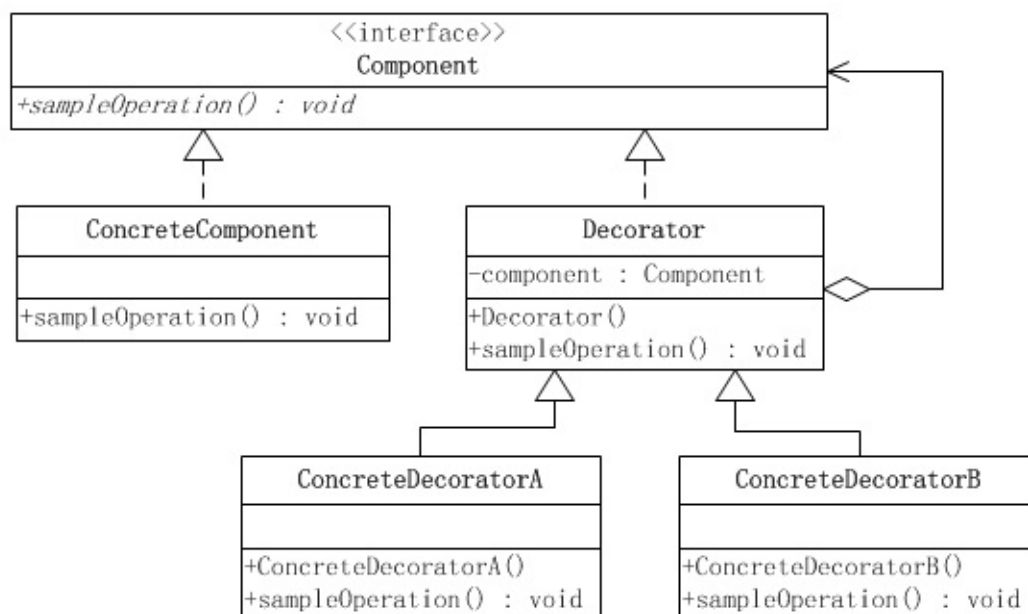 <<interface>>
Component
+sampleOperation() : void
ConcreteComponent
+sampleOperation() : void
Decorator
-component : Component
+Decorator()
+sampleOperation() : void
ConcreteDecoratorA
+ConcreteDecoratorA()
+sampleOperation() : void
ConcreteDecoratorB
+ConcreteDecoratorB()
+sampleOperation() : void